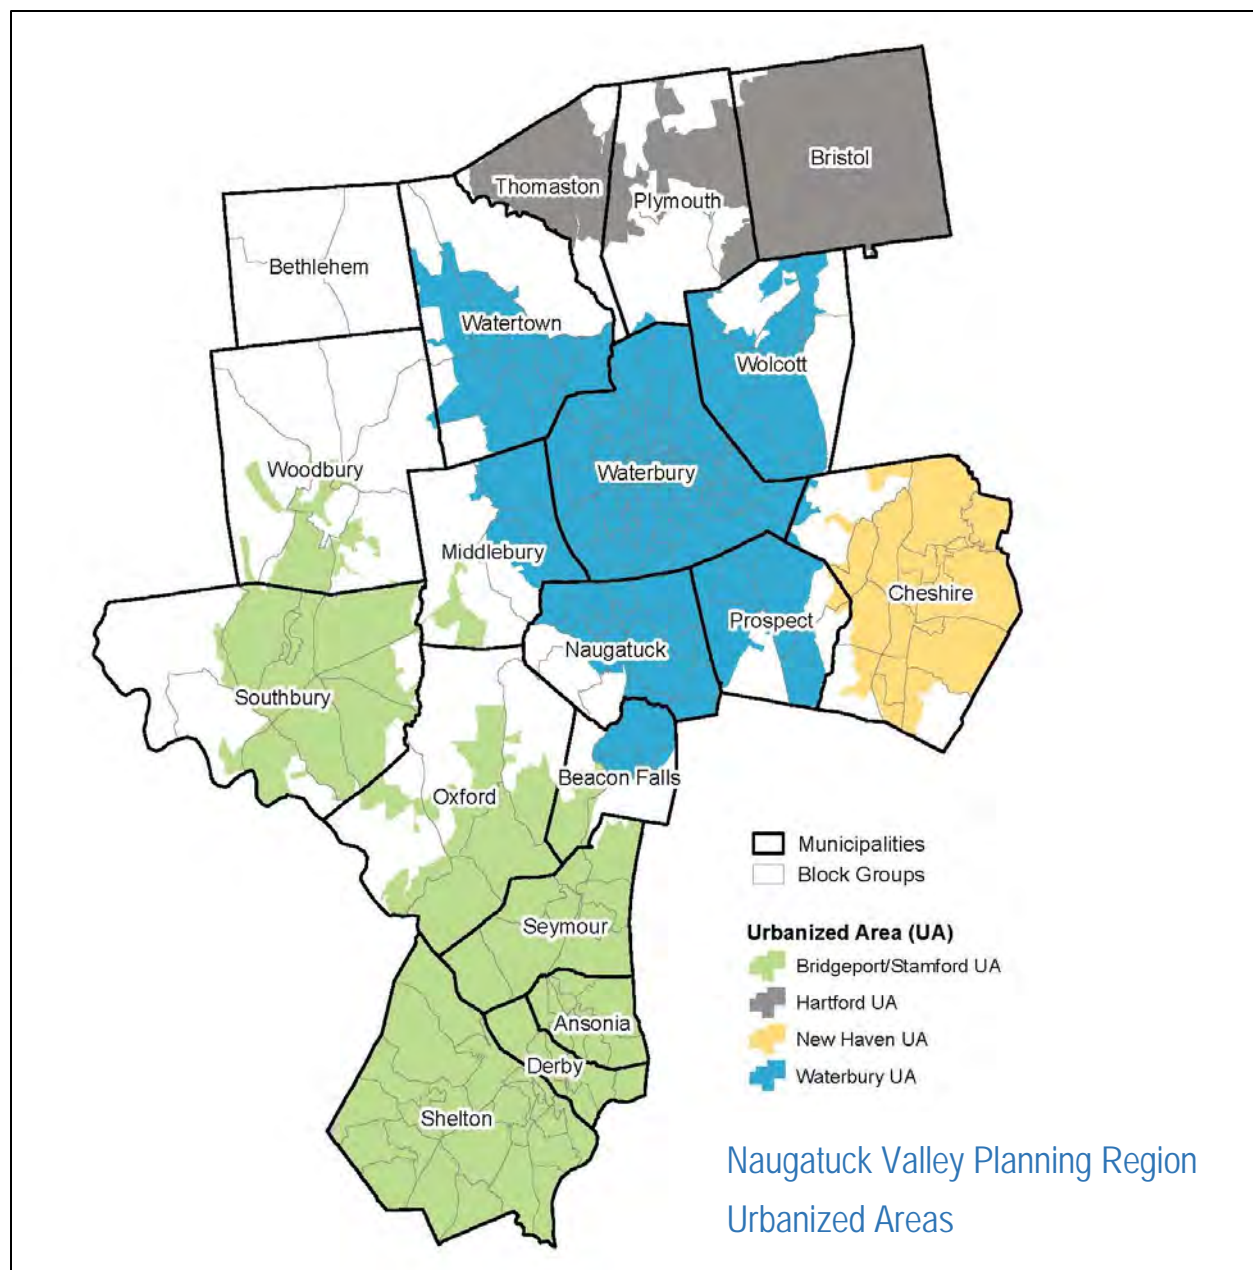 Bristol
Thomaston
Plymouth
Bethlehem
Watertown
Wolcott
Woodbury
Waterbury
Middlebury
Cheshire
Prospect
Naugatuck
Southbury
Beacon Falls
Oxford
Municipalities
Block Groups
Seymour
Urbanized Area (UA)
Bridgeport/Stamford UA
Hartford UA
Ansonia
New Haven UA
Derby
Waterbury UA
Shelton
Naugatuck Valley Planning Region
Urbanized Areas